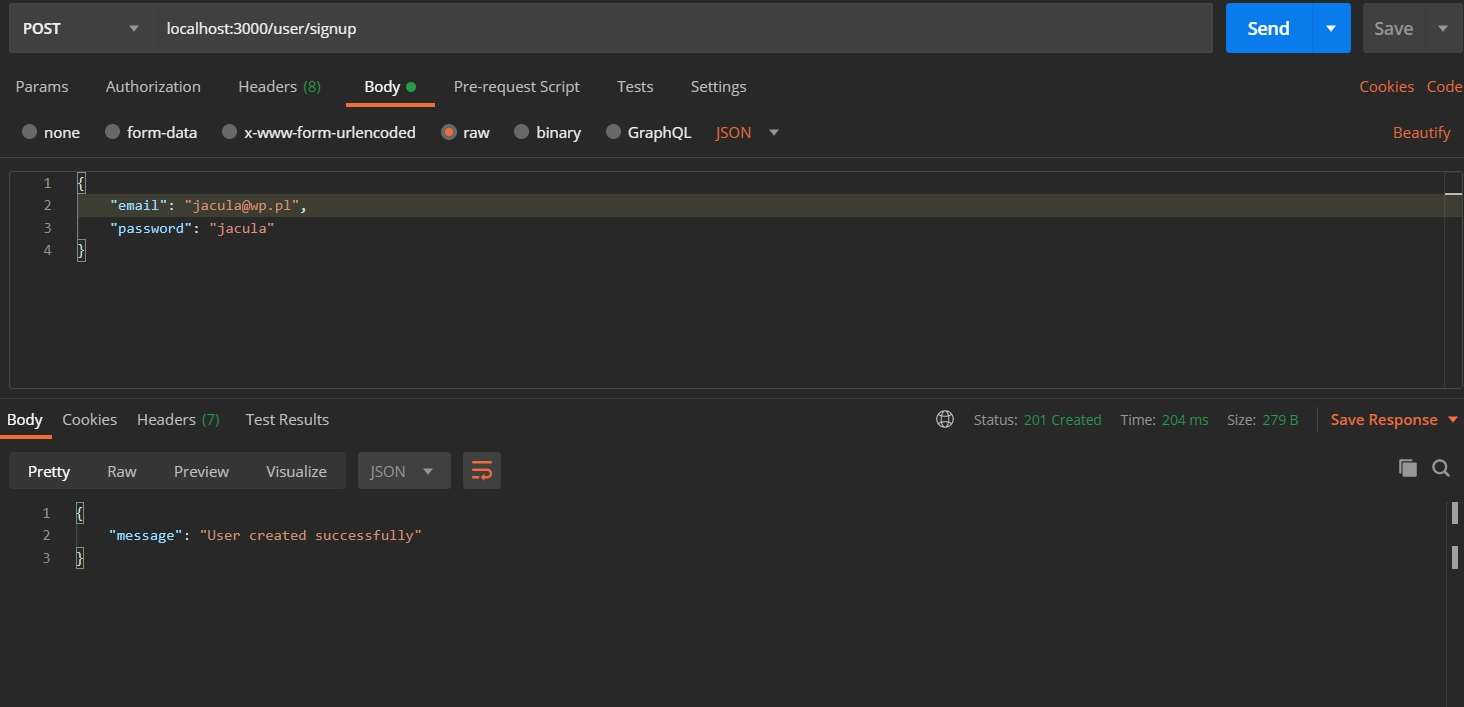 POST localhost:3000/user/signup Send Save
Params Authorization Headers (8) Body Pre-request Script Tests Settings Cookies Code
none form-data x-www-form-urlencoded raw binary GraphQL JSON Beautify
1 {
2 "email": "jacula@wp.pl",
3 "password": "jacula"
4 }
Body Cookies Headers (7) Test Results Status: 201 Created Time: 204 ms Size: 279 B Save Response
Pretty Raw Preview Visualize JSON
1 {
2 "message": "User created successfully"
3 }